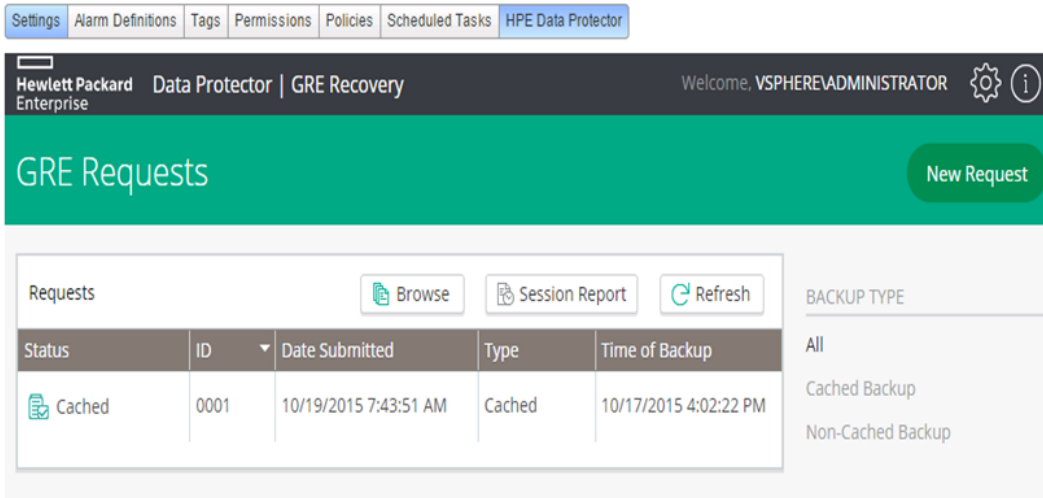 Settings Alarm Definitions Tags Permissions Policies Scheduled Tasks HPE Data Protector
Hewlett Packard
Enterprise
Data Protector | GRE Recovery
Welcome, VSPHERE\ADMINISTRATOR
GRE Requests
New Request
Requests
Browse
Session Report
Refresh
BACKUP TYPE
Status ID Date Submitted Type Time of Backup
All
Cached 0001 10/19/2015 7:43:51 AM Cached 10/17/2015 4:02:22 PM
Cached Backup
Non-Cached Backup